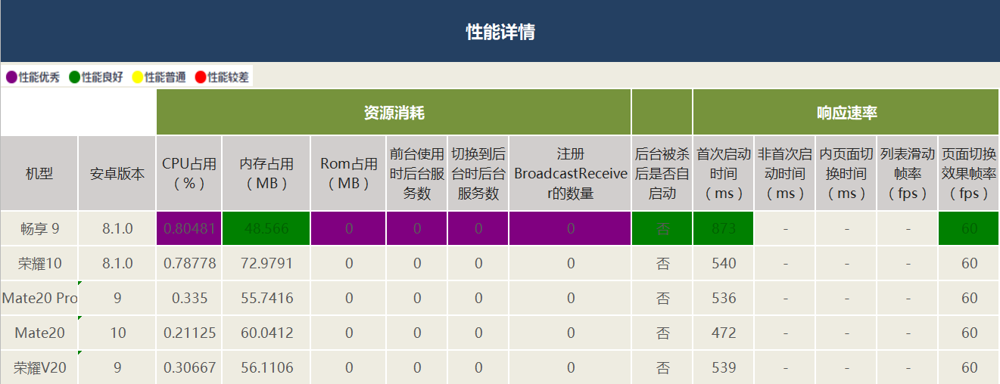 性能详情
性能优秀 性能良好 性能普通 性能较差
资源消耗 响应速率
机型 安卓版本 CPU占用（%） 内存占用（MB） Rom占用（MB） 前台使用时后台服务数 切换到后台时后台服务数 注册BroadcastReceiver的数量 后台被杀后是否自启动 首次启动时间（ms） 非首次启动时间（ms） 内页面切换时间（ms） 列表滑动帧率（fps） 页面切换效果帧率（fps）
畅享 9 8.1.0 0.80481 48.566 0 0 0 0 否 873 - - - 60
荣耀10 8.1.0 0.78778 72.9791 0 0 0 0 否 540 - - - 60
Mate20 Pro 9 0.335 55.7416 0 0 0 0 否 536 - - - 60
Mate20 10 0.21125 60.0412 0 0 0 0 否 472 - - - 60
荣耀V20 9 0.30667 56.1106 0 0 0 0 否 539 - - - 60